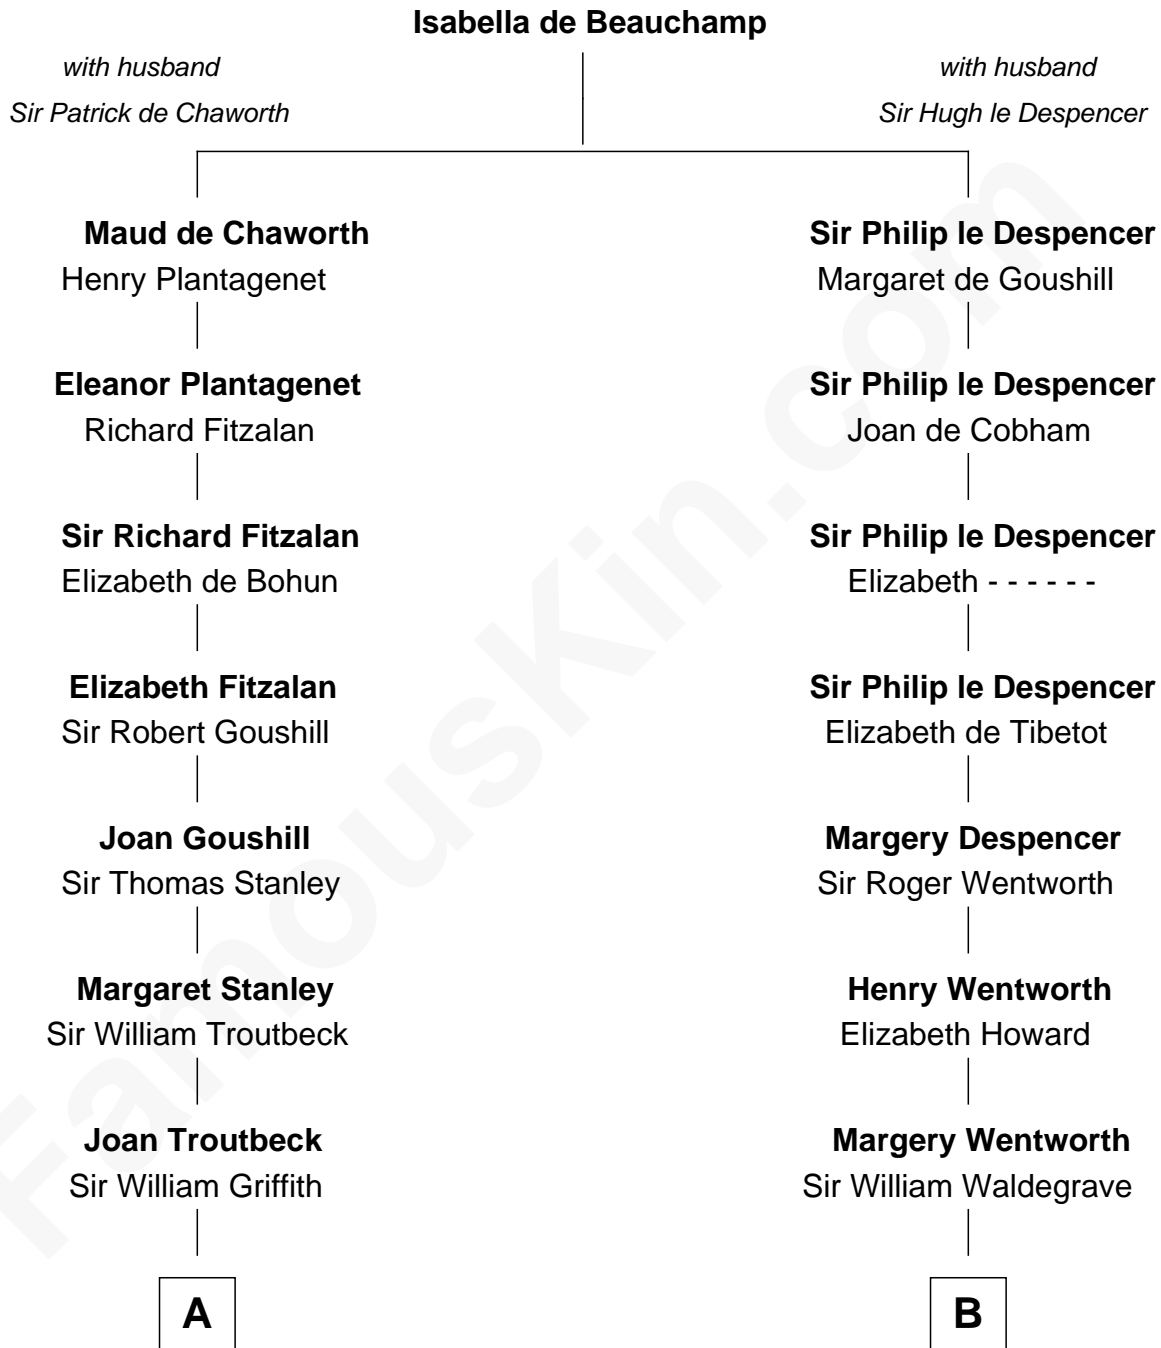 Isabella de Beauchamp
with husband
Sir Patrick de Chaworth
with husband
Sir Hugh le Despencer
Maud de Chaworth
Henry Plantagenet
Sir Philip le Despencer
Margaret de Goushill
Eleanor Plantagenet
Richard Fitzalan
Sir Philip le Despencer
Joan de Cobham
Sir Richard Fitzalan
Elizabeth de Bohun
Sir Philip le Despencer
Elizabeth - - - - - -
Elizabeth Fitzalan
Sir Robert Goushill
Sir Philip le Despencer
Elizabeth de Tibetot
Joan Goushill
Sir Thomas Stanley
Margery Despencer
Sir Roger Wentworth
Margaret Stanley
Sir William Troutbeck
Henry Wentworth
Elizabeth Howard
Joan Troutbeck
Sir William Griffith
Margery Wentworth
Sir William Waldegrave
A
B
FamousKin.com